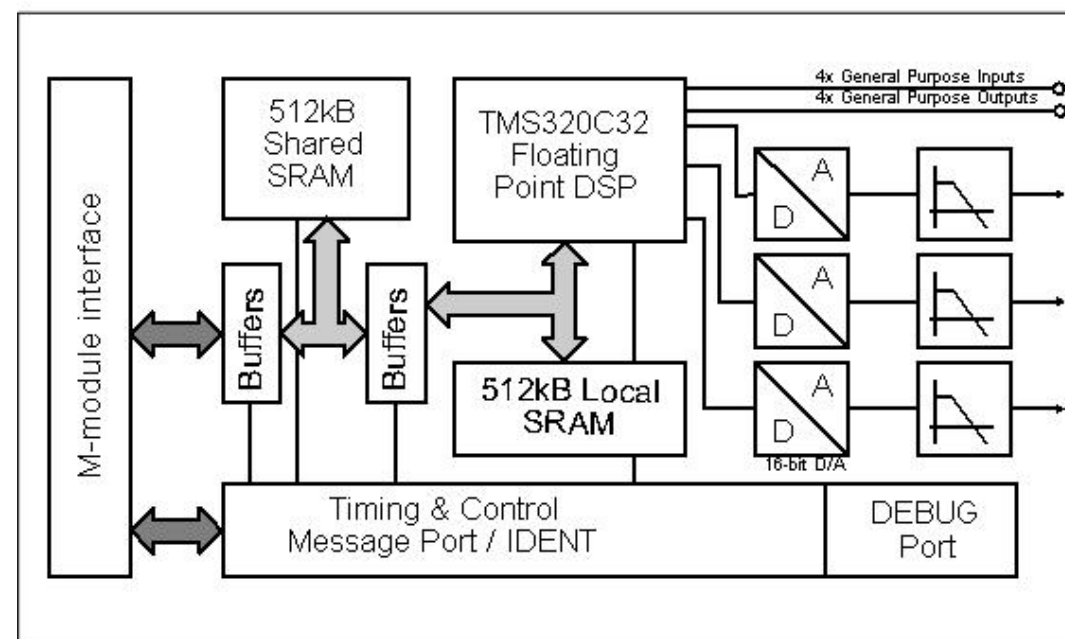 4x General Purpose Inputs
4x General Purpose Outputs
512kB
Shared
SRAM
TMS320C32
Floating
Point DSP
M-module interface
Buffers
Buffers
A
D
A
D
A
D
16-bit D/A
512kB Local
SRAM
Timing & Control
Message Port / IDENT
DEBUG
Port